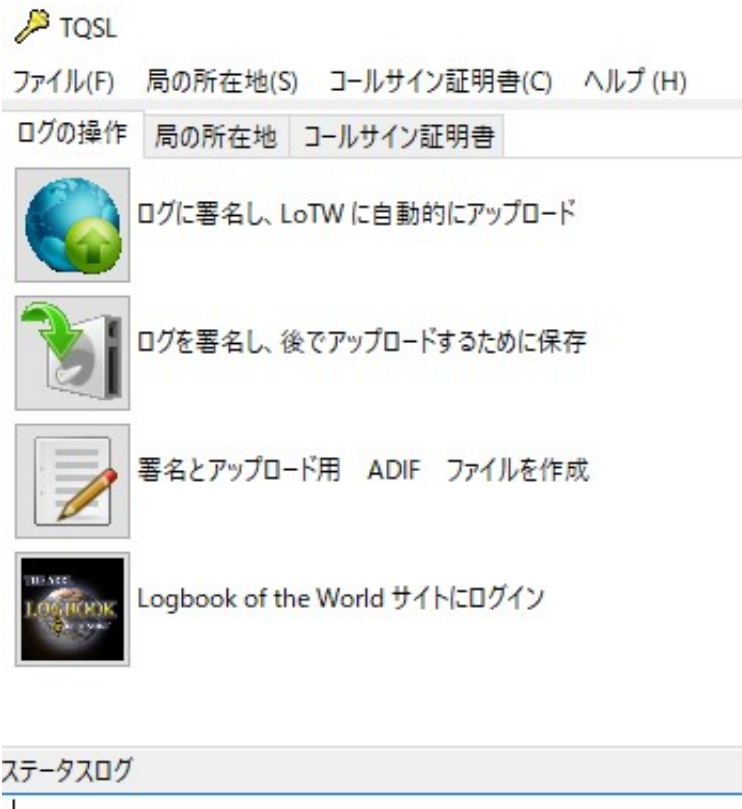 TQSL
ファイル(F) 局の所在地(S) コールサイン証明書(C) ヘルプ (H)
ログの操作 局の所在地 コールサイン証明書
ログに署名し、LoTW に自動的にアップロード
ログを署名し、後でアップロードするために保存
署名とアップロード用　ADIF　ファイルを作成
THE ARRL
LOGBOOK
Logbook of the World サイトにログイン
ステータスログ